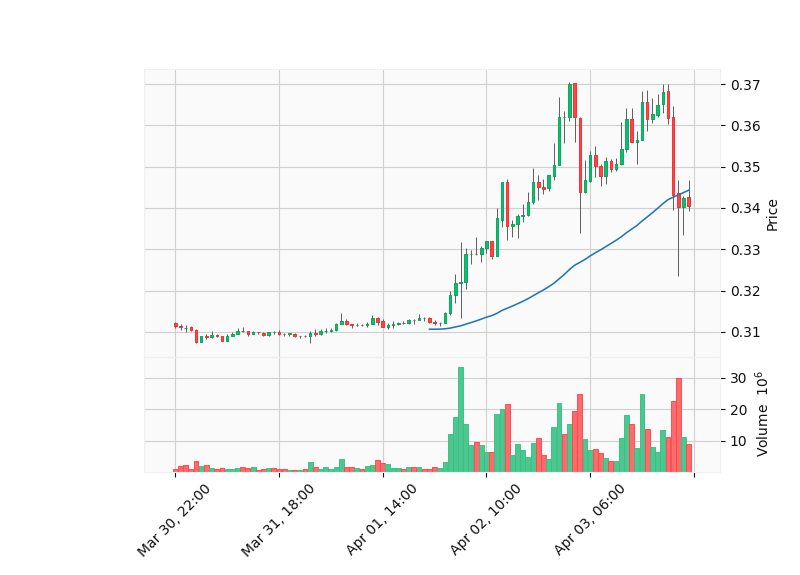 0.37
0.36
0.35
0.34
0.33
0.32
0.31
Price
30
20
10
Volume 10^6
Mar 30, 22:00
Mar 31, 18:00
Apr 01, 14:00
Apr 02, 10:00
Apr 03, 06:00